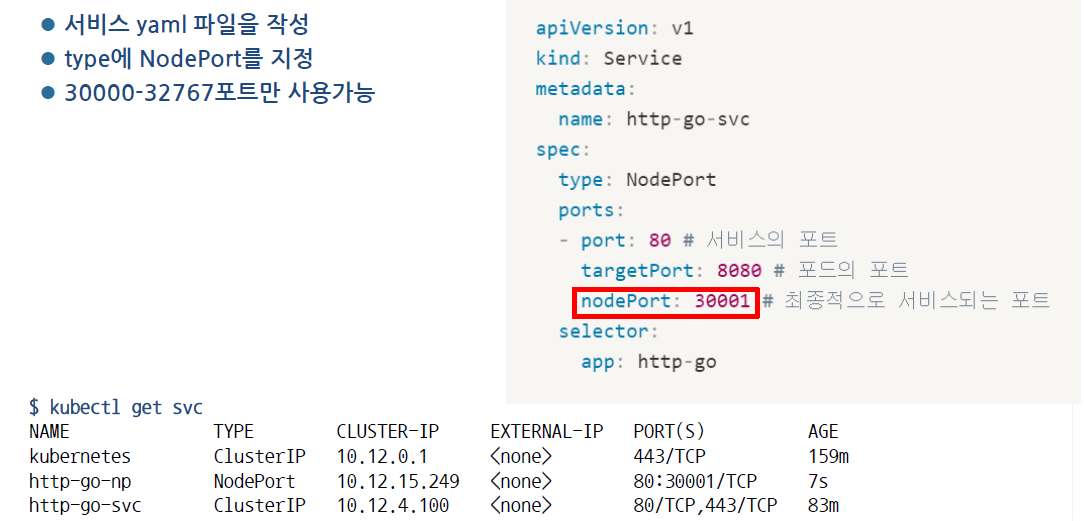 ● 서비스 yaml 파일을 작성
● type에 NodePort를 지정
● 30000-32767포트만 사용가능
apiVersion: v1
kind: Service
metadata:
  name: http-go-svc
spec:
  type: NodePort
  ports:
  - port: 80 # 서비스의 포트
    targetPort: 8080 # 포드의 포트
    nodePort: 30001 # 최종적으로 서비스되는 포트
  selector:
    app: http-go
$ kubectl get svc
NAME TYPE CLUSTER-IP EXTERNAL-IP PORT(S) AGE
kubernetes ClusterIP 10.12.0.1 <none> 443/TCP 159m
http-go-np NodePort 10.12.15.249 <none> 80:30001/TCP 7s
http-go-svc ClusterIP 10.12.4.100 <none> 80/TCP,443/TCP 83m